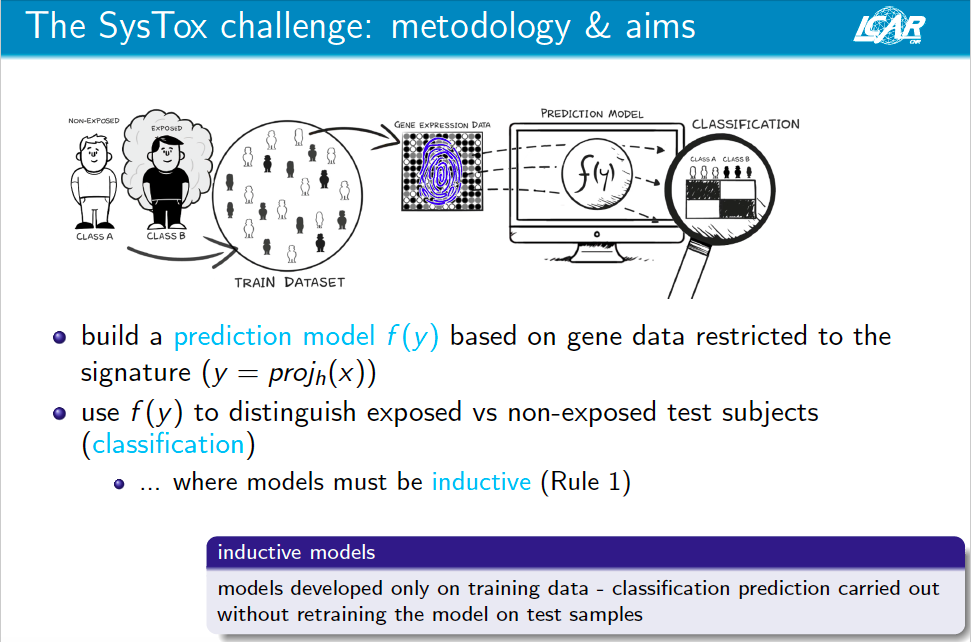 The SysTox challenge: metodology & aims
ICAR
CNR
NON-EXPOSED
EXPOSED
CLASS A
CLASS B
TRAIN DATASET
GENE EXPRESSION DATA
PREDICTION MODEL
f(y)
CLASSIFICATION
CLASS A CLASS B
build a prediction model f(y) based on gene data restricted to the
signature (y = proj_h(x))
use f(y) to distinguish exposed vs non-exposed test subjects
(classification)
... where models must be inductive (Rule 1)
inductive models
models developed only on training data - classification prediction carried out
without retraining the model on test samples